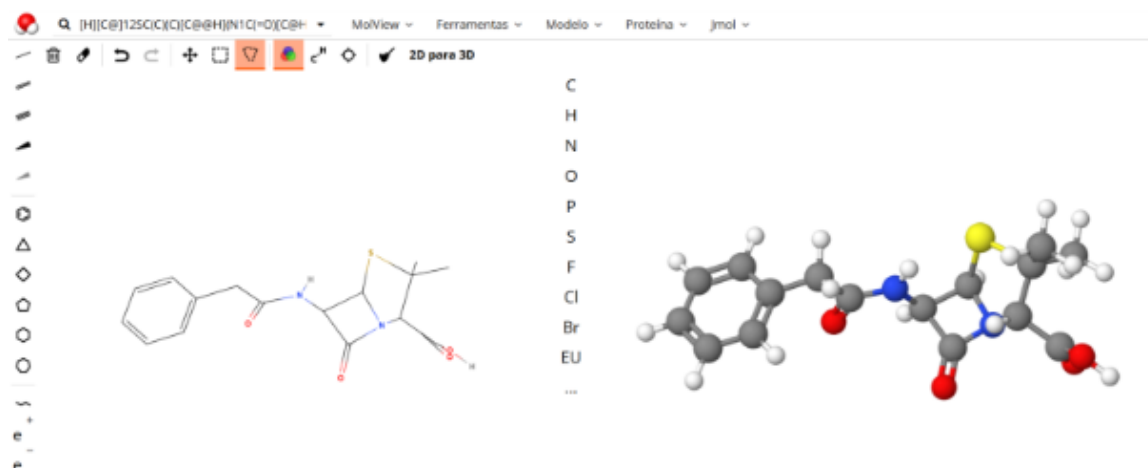 [H][C@]12SC(C)(C)[C@@H](N1C(=O)[C@H
MolView Ferramentas Modelo Proteína Jmol
2D para 3D
C
H
N
O
P
S
F
Cl
Br
EU
...
e +
e −
S
H
N
O
N
O
O
O
H